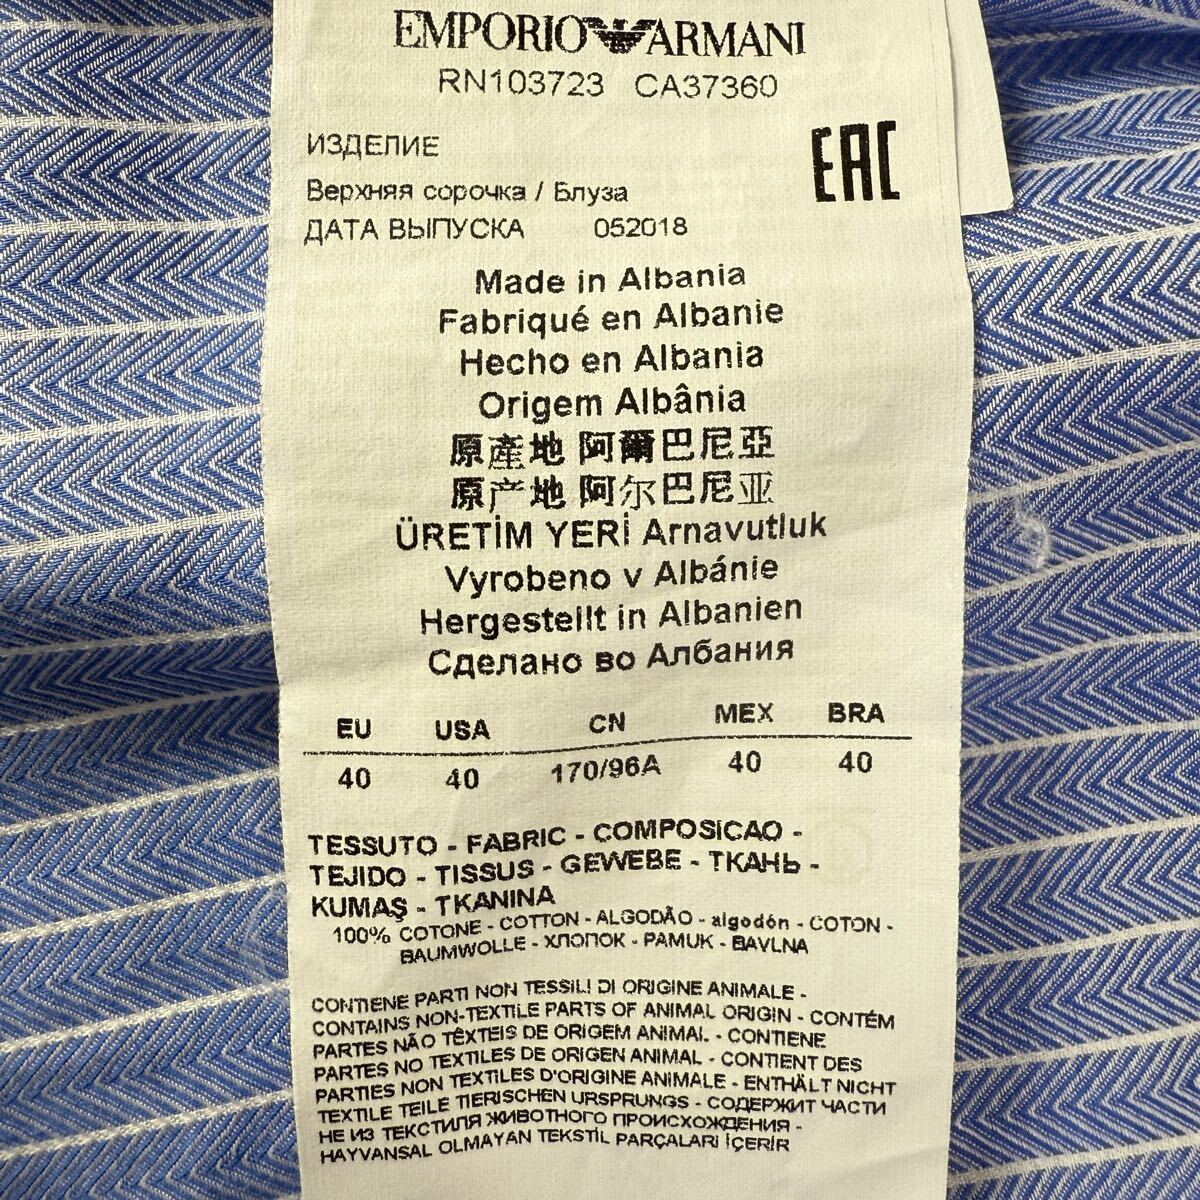 EMPORIO ARMANI
RN103723 CA37360
ИЗДЕЛИЕ
EAC
Верхняя сорочка / Блуза
ДАТА ВЫПУСКА 052018
Made in Albania
Fabriqué en Albanie
Hecho en Albania
Origem Albânia
原產地 阿爾巴尼亞
原产地 阿尔巴尼亚
ÜRETİM YERİ Arnavutluk
Vyrobeno v Albánie
Hergestellt in Albanien
Сделано во Албания
EU USA CN MEX BRA
40 40 170/96A 40 40
TESSUTO - FABRIC - COMPOSICAO -
TEJIDO - TISSUS - GEWEBE - ТКАНЬ -
KUMAŞ - TKANINA
100% COTONE - COTTON - ALGODÃO - algodón - COTON -
BAUMWOLLE - ХЛОПОК - PAMUK - BAVLNA
CONTIENE PARTI NON TESSILI DI ORIGINE ANIMALE -
CONTAINS NON-TEXTILE PARTS OF ANIMAL ORIGIN - CONTÉM
PARTES NÃO TÊXTEIS DE ORIGEM ANIMAL - CONTIENE
PARTES NO TEXTILES DE ORIGEN ANIMAL - CONTIENT DES
PARTIES NON TEXTILES D'ORIGINE ANIMALE - ENTHÄLT NICHT
TEXTILE TEILE TIERISCHEN URSPRUNGS - СОДЕРЖИТ ЧАСТИ
НЕ ИЗ ТЕКСТИЛЯ ЖИВОТНОГО ПРОИСХОЖДЕНИЯ -
HAYVANSAL OLMAYAN TEKSTİL PARÇALARI İÇERİR